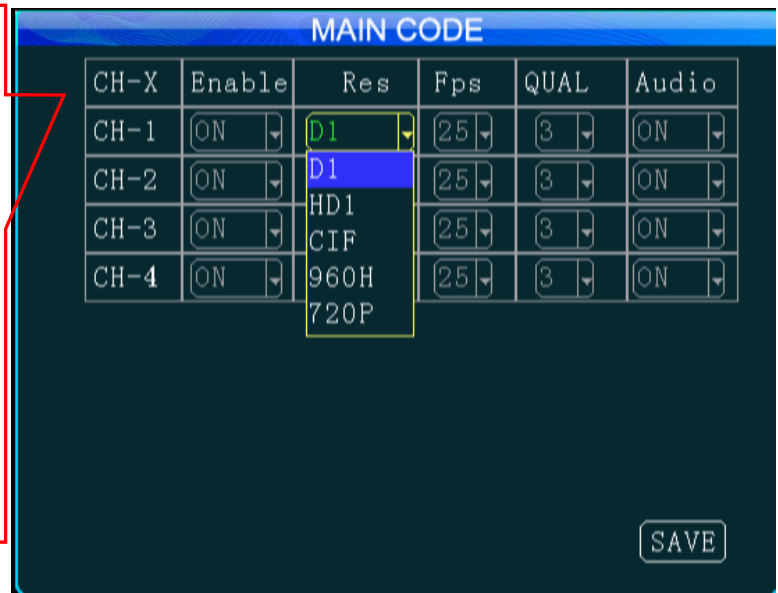 MAIN CODE
CH-X Enable Res Fps QUAL Audio
CH-1 ON D1 25 3 ON
CH-2 ON D1 25 3 ON
HD1
CH-3 ON CIF 25 3 ON
CH-4 ON 960H 25 3 ON
720P
SAVE